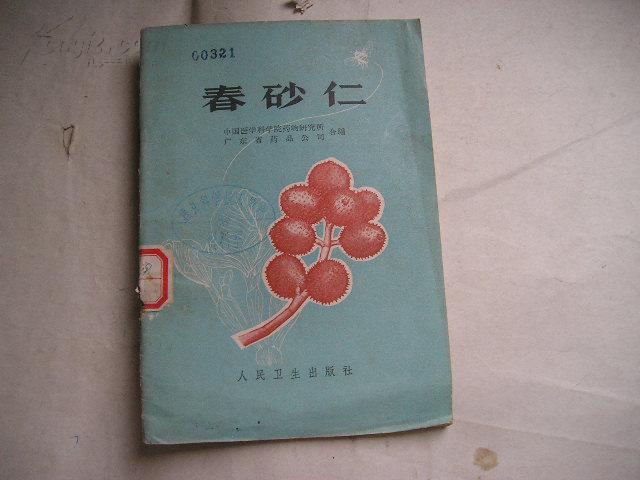 00321
春砂仁
中国医学科学院药物研究所
广东省药品公司 合编
人民卫生出版社
8